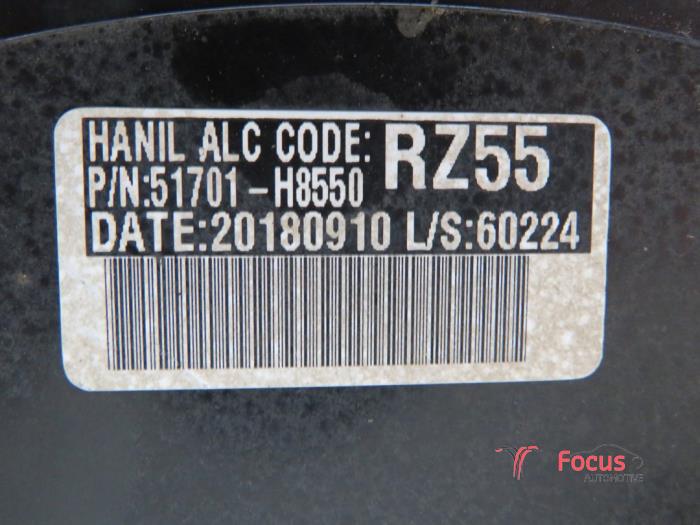 HANIL ALC CODE: RZ55
P/N:51701-H8550
DATE:20180910 L/S:60224
Focus
AUTOMOTIVE